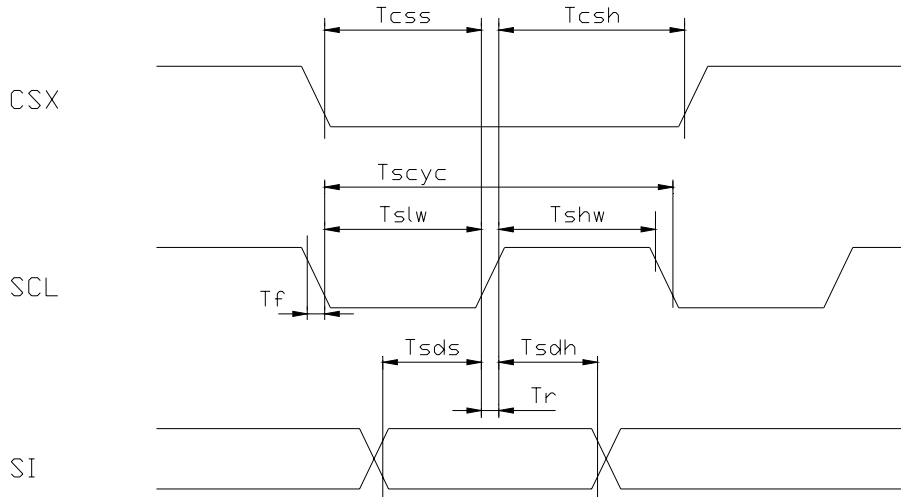 Tcss Tcsh
CSX
Tscyc
Tslw Tshw
SCL
Tf
Tsds Tsdh
Tr
SI